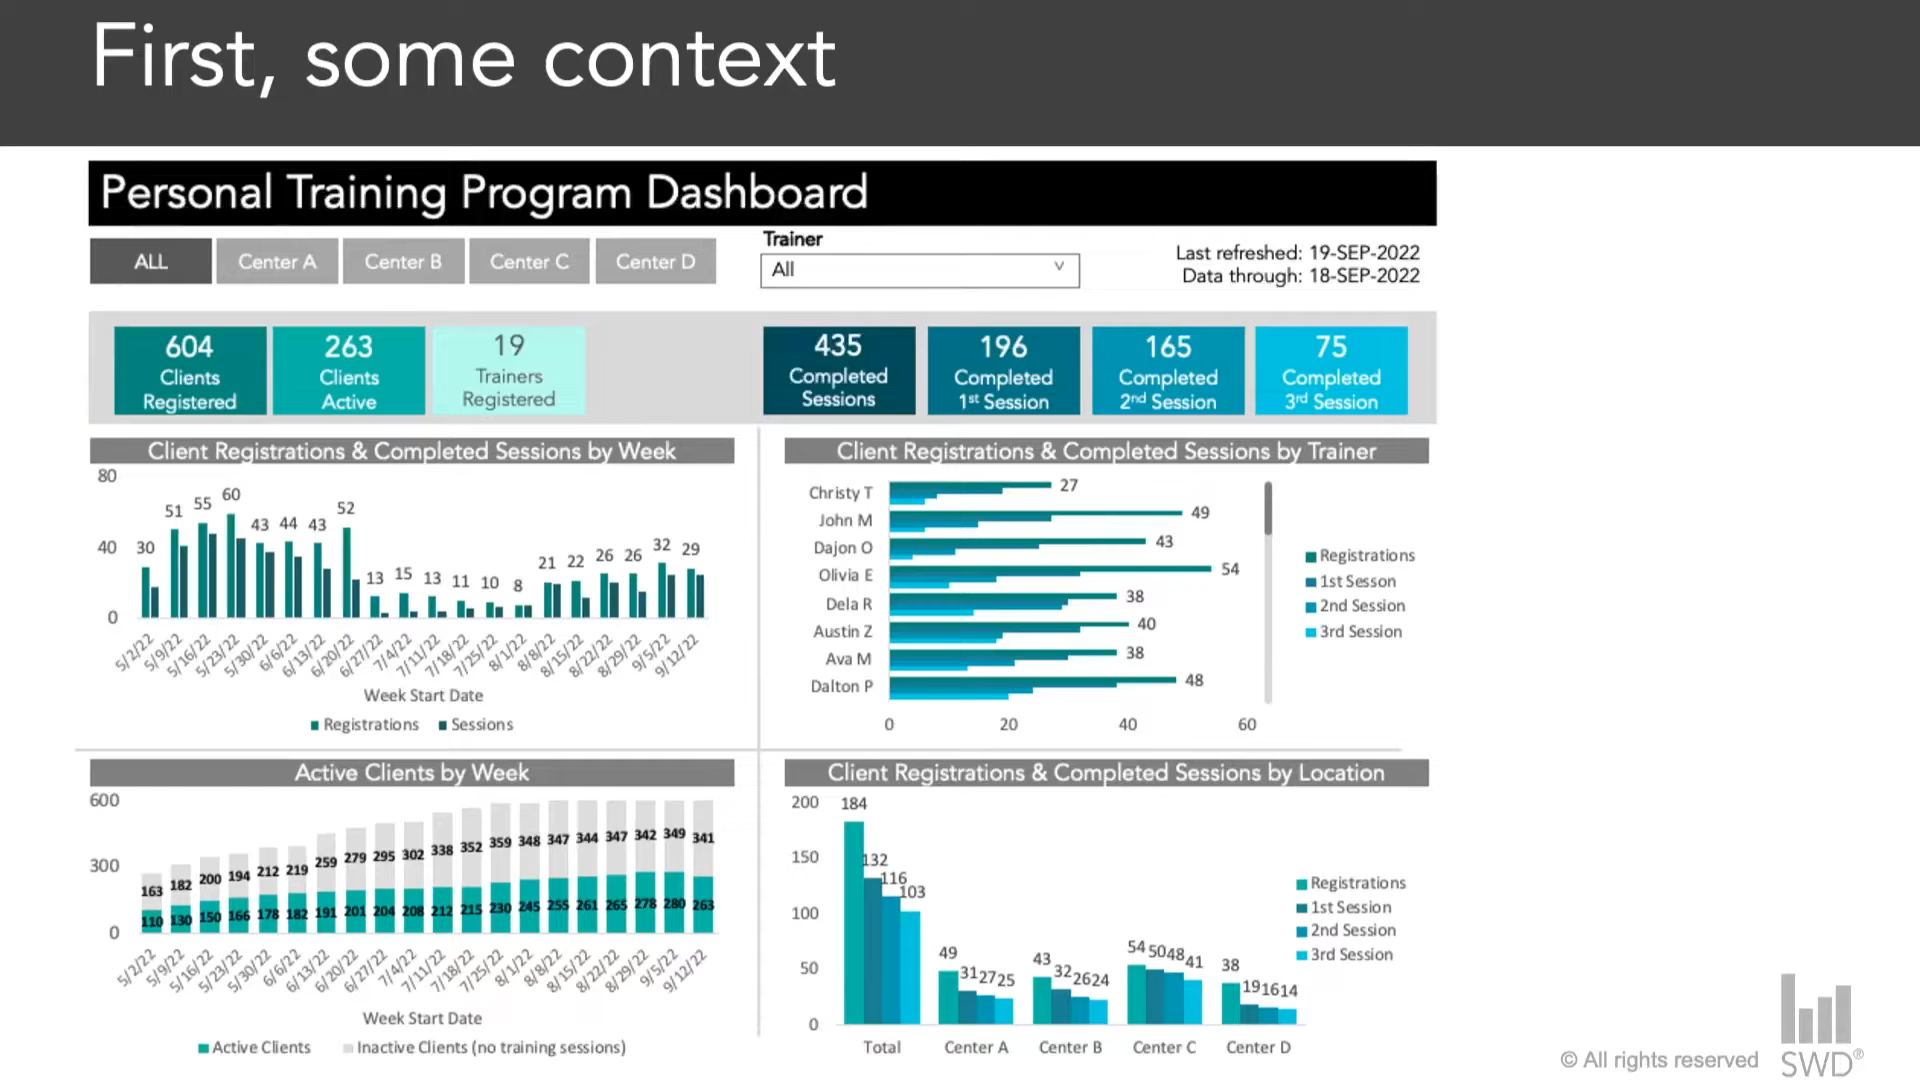 First, some context
Personal Training Program Dashboard
ALL Center A Center B Center C Center D
Trainer
All
Last refreshed: 19-SEP-2022
Data through: 18-SEP-2022
604
Clients
Registered
263
Clients
Active
19
Trainers
Registered
435
Completed
Sessions
196
Completed
1st Session
165
Completed
2nd Session
75
Completed
3rd Session
Client Registrations & Completed Sessions by Week
80
40
0
30 51 55 60 43 44 43 52 13 15 13 11 10 8 21 22 26 26 32 29
5/2/22 5/9/22 5/16/22 5/23/22 5/30/22 6/6/22 6/13/22 6/20/22 6/27/22 7/4/22 7/11/22 7/18/22 7/25/22 8/1/22 8/8/22 8/15/22 8/22/22 8/29/22 9/5/22 9/12/22
Week Start Date
Registrations Sessions
Client Registrations & Completed Sessions by Trainer
Christy T 27
John M 49
Dajon O 43
Olivia E 54
Dela R 38
Austin Z 40
Ava M 38
Dalton P 48
0 20 40 60
Registrations
1st Sesson
2nd Session
3rd Session
Active Clients by Week
600
300
0
163 182 200 194 212 219 259 279 295 302 338 352 359 348 347 344 347 342 349 341
110 130 150 166 178 182 191 201 204 208 212 215 230 245 255 261 265 278 280 263
5/2/22 5/9/22 5/16/22 5/23/22 5/30/22 6/6/22 6/13/22 6/20/22 6/27/22 7/4/22 7/11/22 7/18/22 7/25/22 8/1/22 8/8/22 8/15/22 8/22/22 8/29/22 9/5/22 9/12/22
Week Start Date
Active Clients Inactive Clients (no training sessions)
Client Registrations & Completed Sessions by Location
200
150
100
50
0
184 132 116 103
49 31 27 25
43 32 26 24
54 50 48 41
38 19 16 14
Total Center A Center B Center C Center D
Registrations
1st Session
2nd Session
3rd Session
© All rights reserved
SWD®